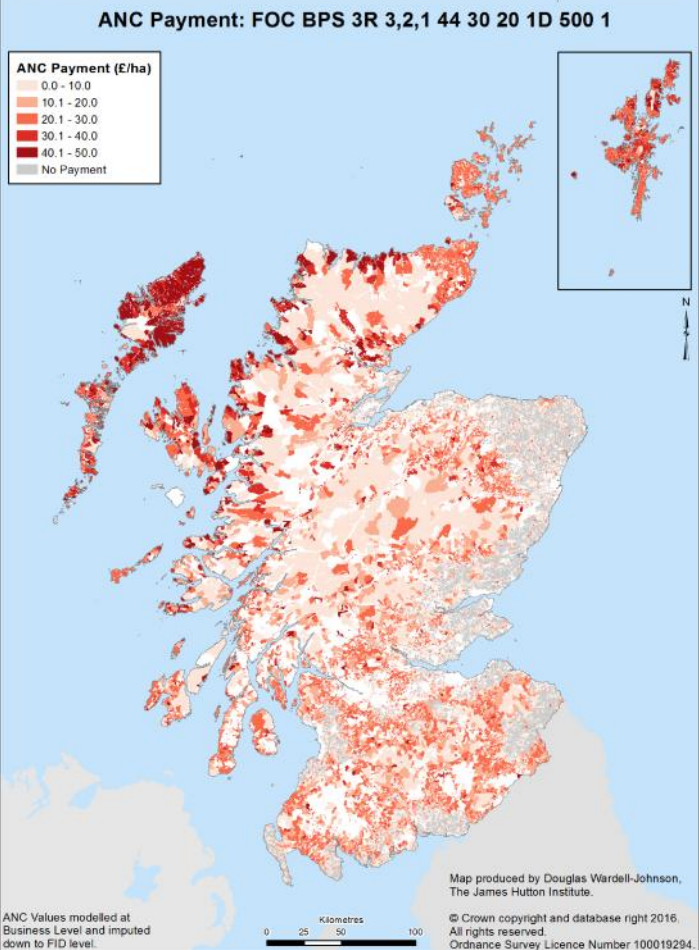 ANC Payment: FOC BPS 3R 3,2,1 44 30 20 1D 500 1
ANC Payment (£/ha)
0.0 - 10.0
10.1 - 20.0
20.1 - 30.0
30.1 - 40.0
40.1 - 50.0
No Payment
N
Map produced by Douglas Wardell-Johnson,
The James Hutton Institute.
ANC Values modelled at
Business Level and imputed
down to FID level.
Kilometres
0 25 50 100
© Crown copyright and database right 2016.
All rights reserved.
Ordnance Survey Licence Number 100019294